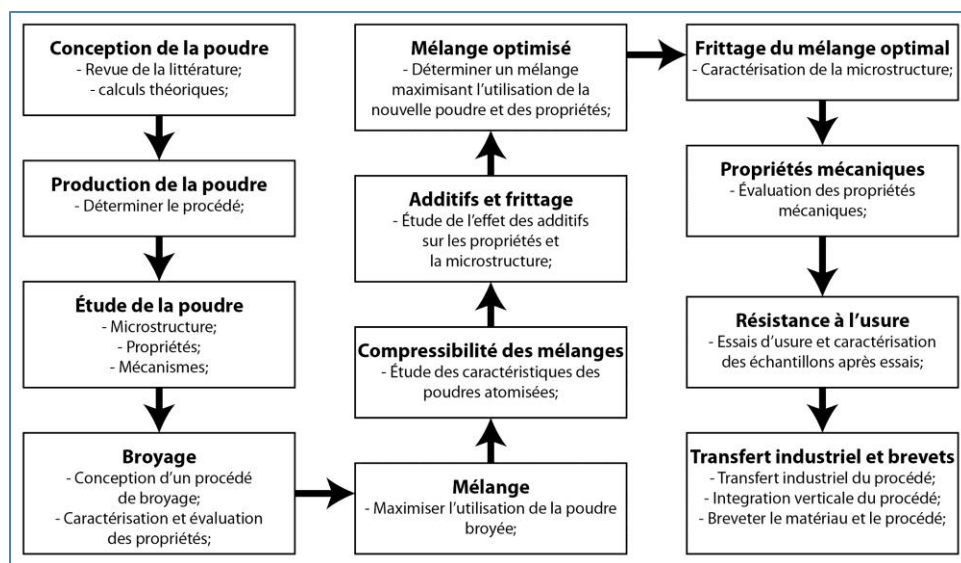 Conception de la poudre
- Revue de la littérature;
- calculs théoriques;
Production de la poudre
- Déterminer le procédé;
Étude de la poudre
- Microstructure;
- Propriétés;
- Mécanismes;
Broyage
- Conception d'un procédé
de broyage;
- Caractérisation et évaluation
des propriétés;
Mélange
- Maximiser l'utilisation de la poudre
broyée;
Compressibilité des mélanges
- Étude des caractéristiques des
poudres atomisées;
Additifs et frittage
- Étude de l'effet des additifs
sur les propriétés et
la microstructure;
Mélange optimisé
- Déterminer un mélange
maximisant l'utilisation de la
nouvelle poudre et des propriétés;
Frittage du mélange optimal
- Caractérisation de la microstructure;
Propriétés mécaniques
- Évaluation des propriétés
mécaniques;
Résistance à l'usure
- Essais d'usure et caractérisation
des échantillons après essais;
Transfert industriel et brevets
- Transfert industriel du procédé;
- Integration verticale du procédé;
- Breveter le matériau et le procédé;